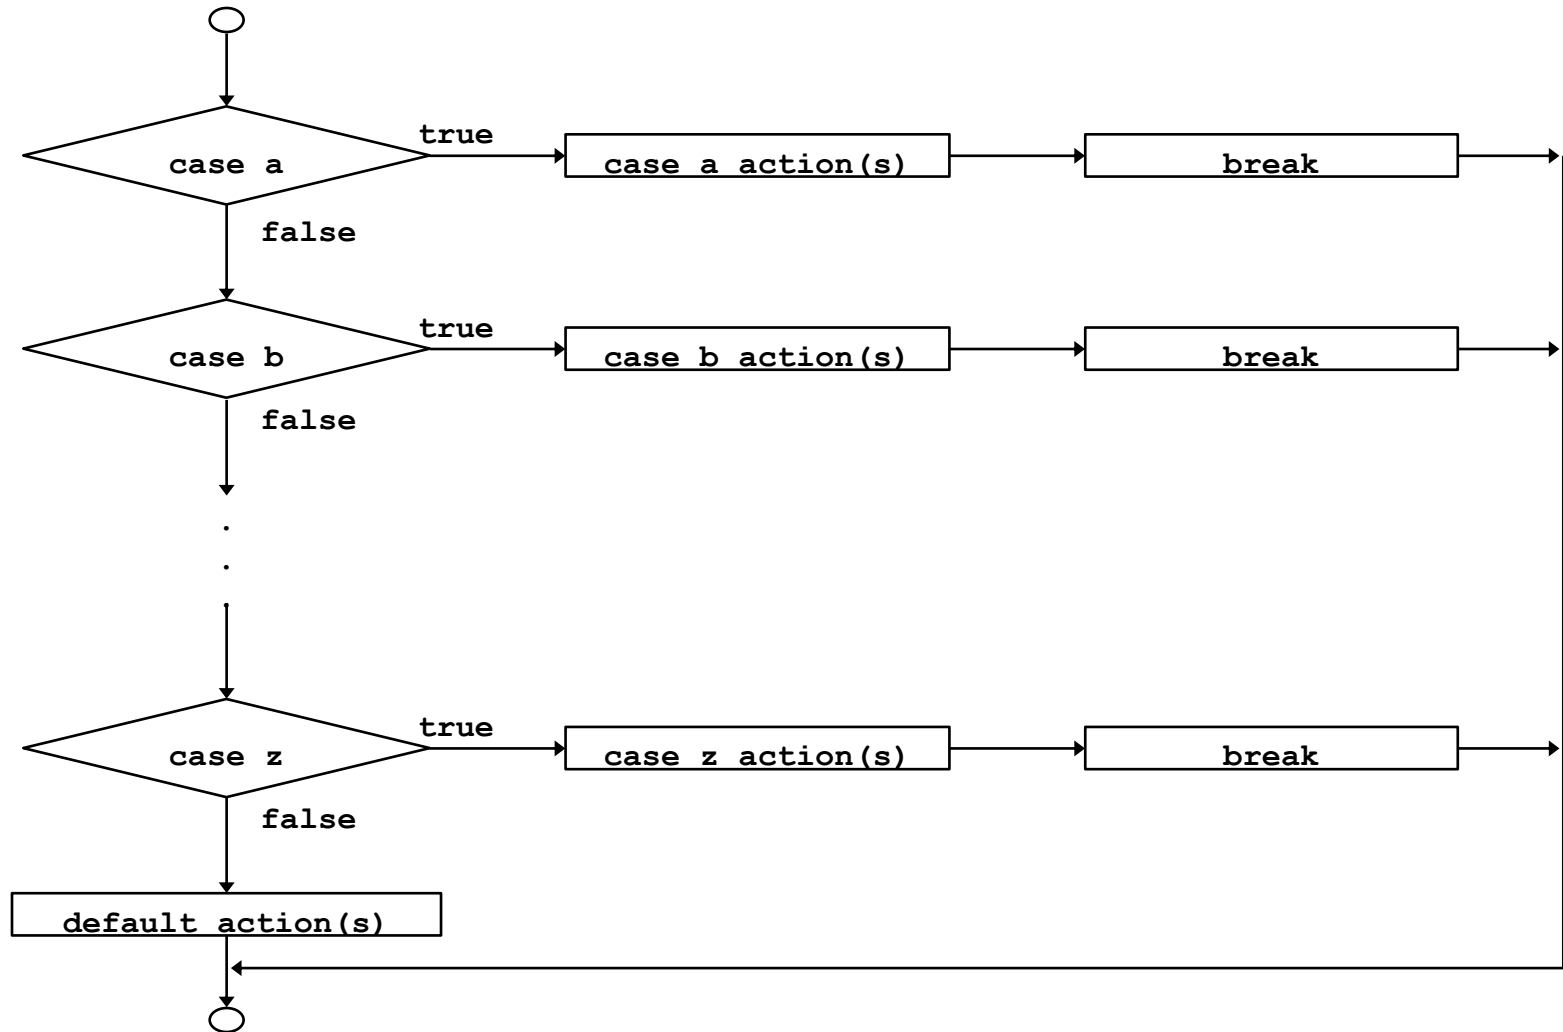 true
case a
case a action(s)
break
false
true
case b
case b action(s)
break
false
.
.
.
true
case z
case z action(s)
break
false
default action(s)